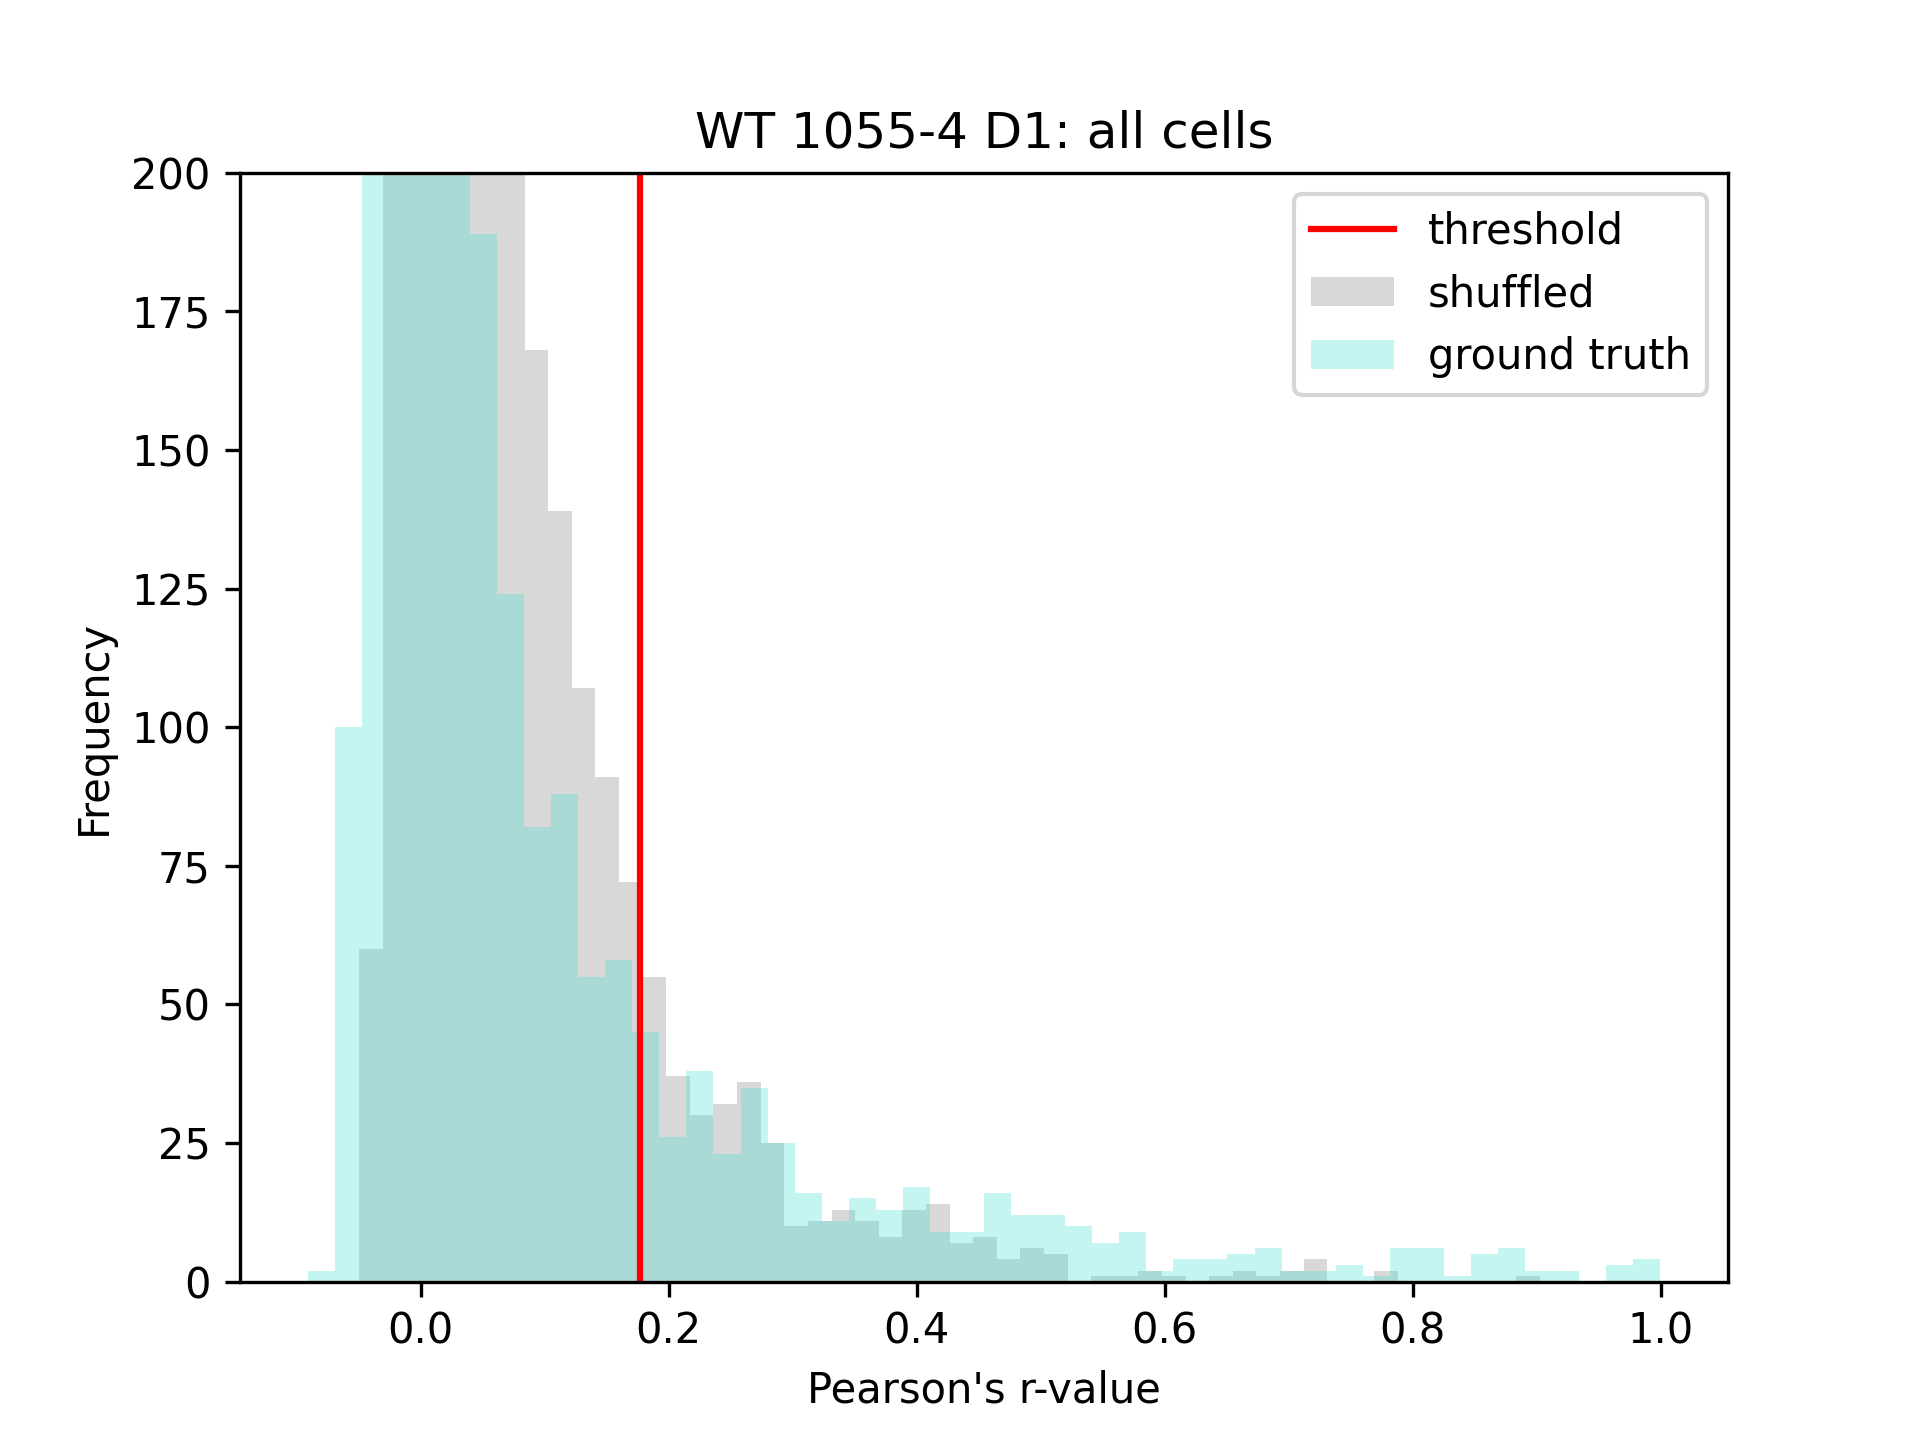 WT 1055-4 D1: all cells
200
175
150
125
100
75
50
25
0
Frequency
threshold
shuffled
ground truth
0.0 0.2 0.4 0.6 0.8 1.0
Pearson's r-value